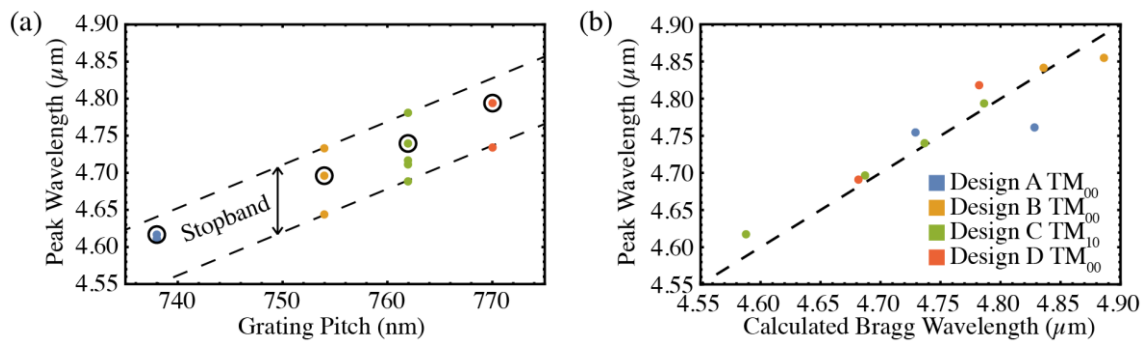 (a)
Peak Wavelength (μm)
4.90
4.85
4.80
4.75
4.70
4.65
4.60
4.55
Stopband
740 750 760 770
Grating Pitch (nm)
(b)
Peak Wavelength (μm)
4.90
4.85
4.80
4.75
4.70
4.65
4.60
4.55
Design A TM₀₀
Design B TM₀₀
Design C TM₁₀
Design D TM₀₀
4.55 4.60 4.65 4.70 4.75 4.80 4.85 4.90
Calculated Bragg Wavelength (μm)